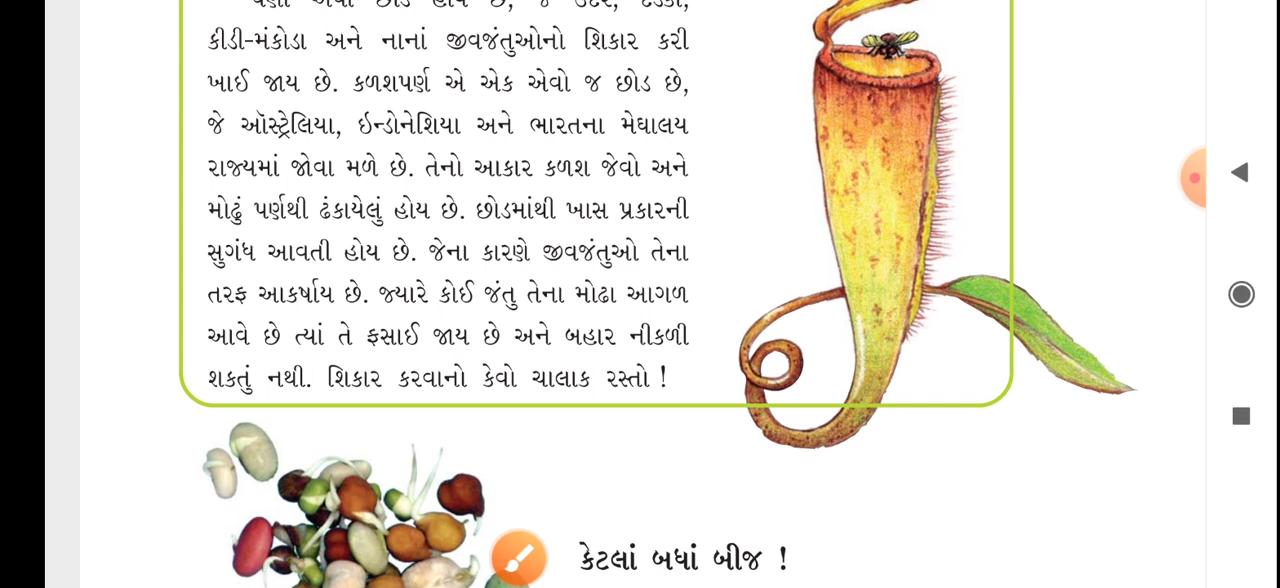 કીડી-મંકોડા અને નાનાં જીવજંતુઓનો શિકાર કરી
ખાઈ જાય છે. કળશપર્ણ એ એક એવો જ છોડ છે,
જે ઑસ્ટ્રેલિયા, ઇન્ડોનેશિયા અને ભારતના મેઘાલય
રાજ્યમાં જોવા મળે છે. તેનો આકાર કળશ જેવો અને
મોઢું પર્ણથી ઢંકાયેલું હોય છે. છોડમાંથી ખાસ પ્રકારની
સુગંધ આવતી હોય છે. જેના કારણે જીવજંતુઓ તેના
તરફ આકર્ષાય છે. જ્યારે કોઈ જંતુ તેના મોઢા આગળ
આવે છે ત્યાં તે ફસાઈ જાય છે અને બહાર નીકળી
શકતું નથી. શિકાર કરવાનો કેવો ચાલાક રસ્તો !
કેટલાં બધાં બીજ !